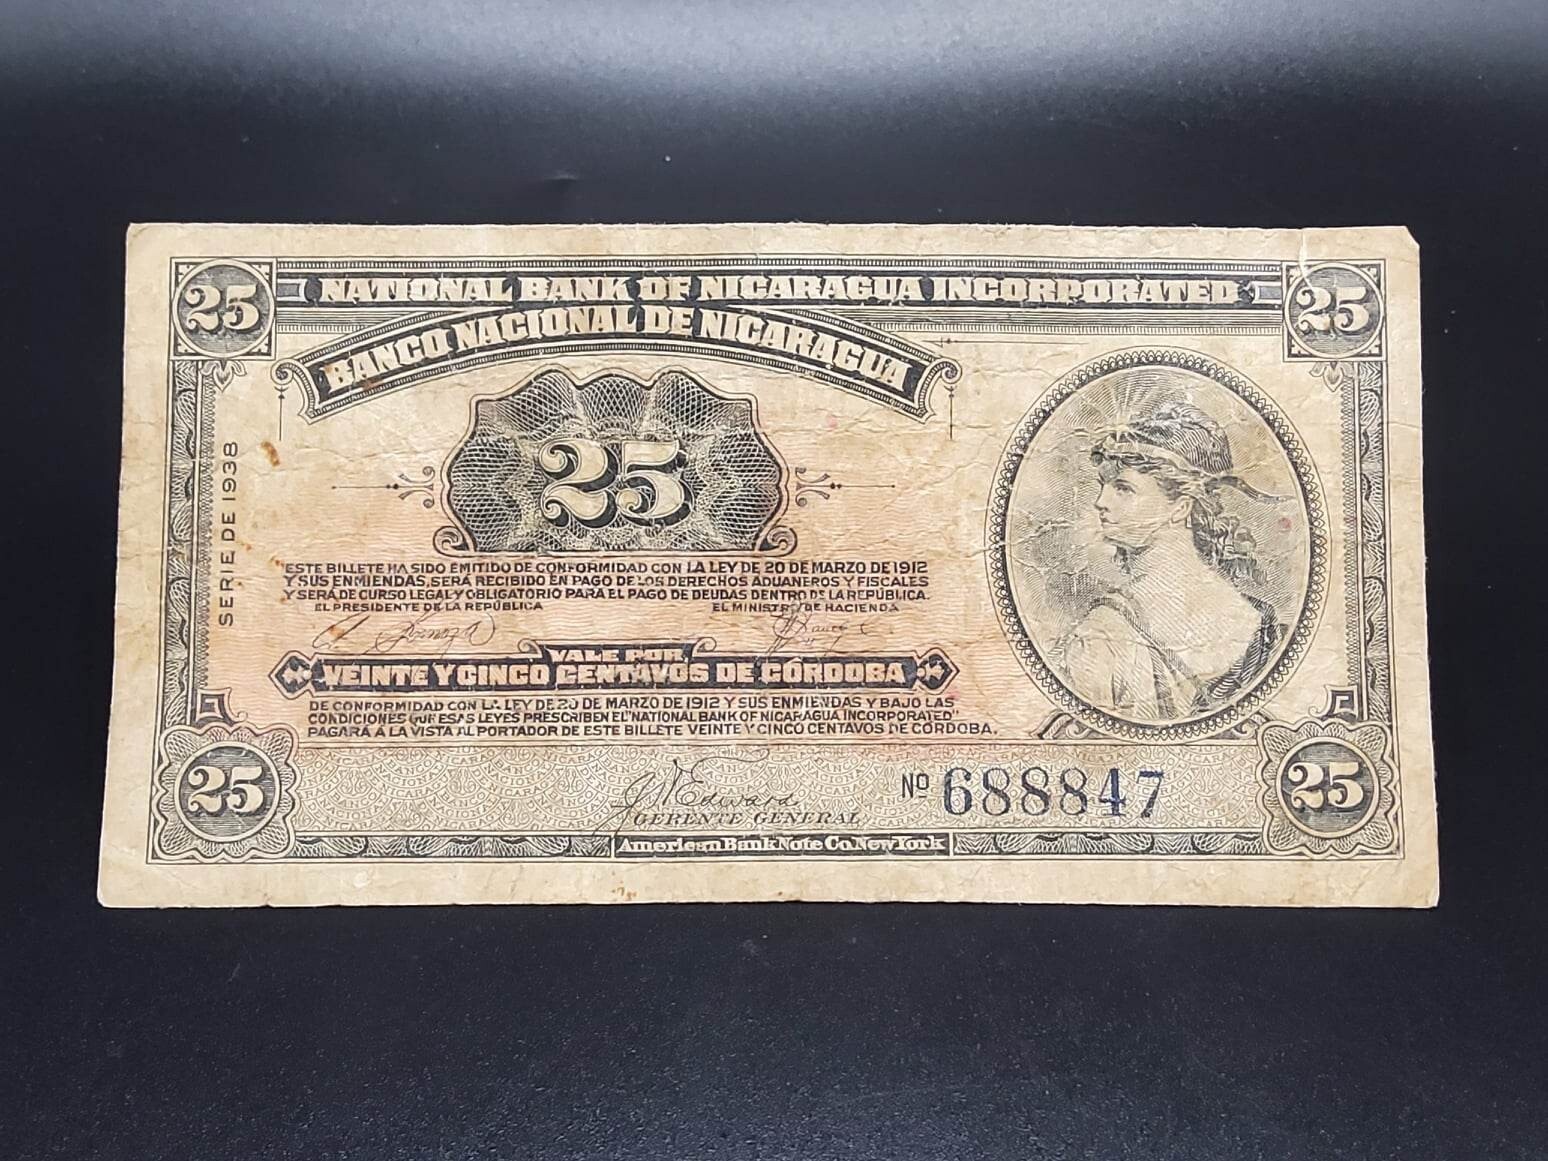 25 NATIONAL BANK OF NICARAGUA INCORPORATED 25
BANCO NACIONAL DE NICARAGUA
25
SERIE DE 1938
ESTE BILLETE HA SIDO EMITIDO DE CONFORMIDAD CON LA LEY DE 20 DE MARZO DE 1912
Y SUS ENMIENDAS, SERÁ RECIBIDO EN PAGO DE LOS DERECHOS ADUANEROS Y FISCALES
Y SERÁ DE CURSO LEGAL Y OBLIGATORIO PARA EL PAGO DE DEUDAS DENTRO DE LA REPÚBLICA.
EL PRESIDENTE DE LA REPÚBLICA EL MINISTRO DE HACIENDA
VALE POR
VEINTE Y CINCO CENTAVOS DE CÓRDOBA
DE CONFORMIDAD CON LA LEY DE 20 DE MARZO DE 1912 Y SUS ENMIENDAS Y BAJO LAS
CONDICIONES QUE ESAS LEYES PRESCRIBEN EL "NATIONAL BANK OF NICARAGUA INCORPORATED"
PAGARÁ A LA VISTA AL PORTADOR DE ESTE BILLETE VEINTE Y CINCO CENTAVOS DE CÓRDOBA.
25 Nº 688847 25
GERENTE GENERAL
American Bank Note Co. New York